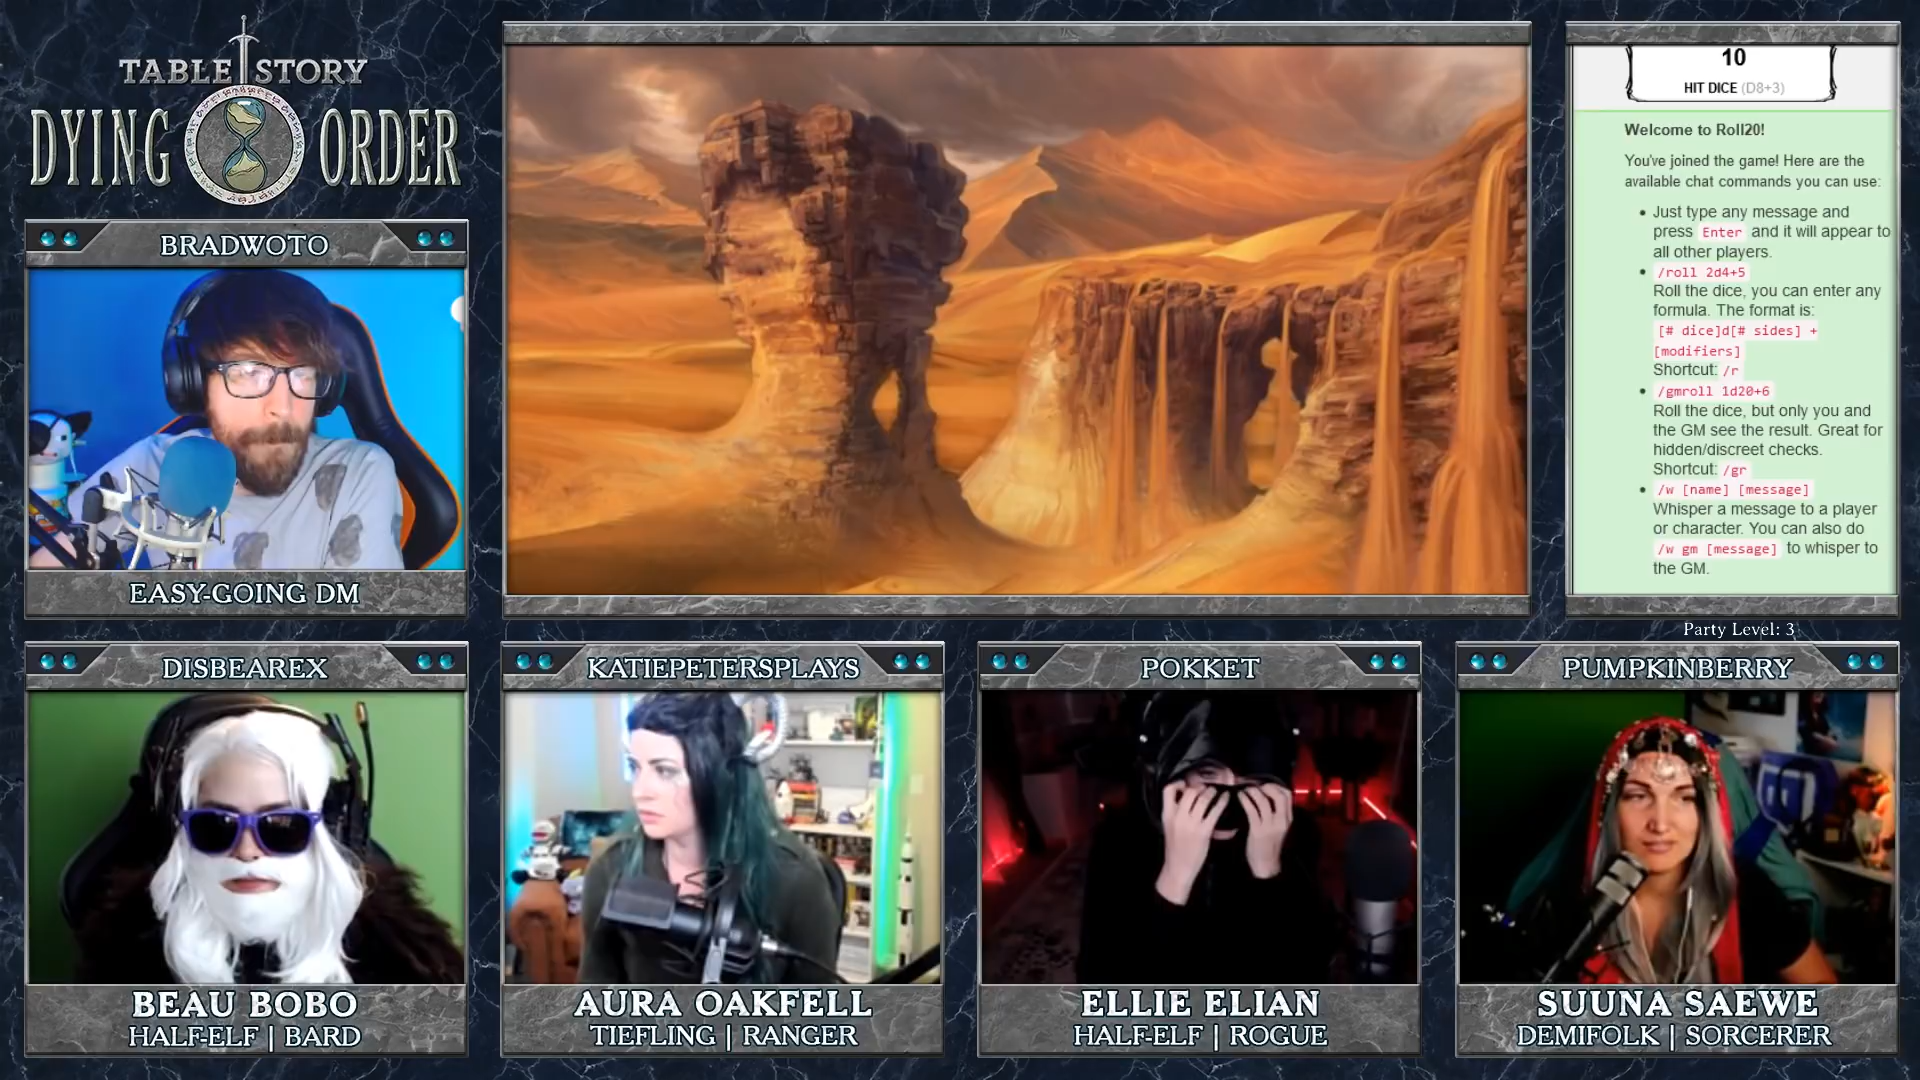 TABLE STORY
DYING ORDER
BRADWOTO
EASY-GOING DM
10
HIT DICE (D8+3)
Welcome to Roll20!
You've joined the game! Here are the
available chat commands you can use:
• Just type any message and
press Enter and it will appear to
all other players.
• /roll 2d4+5
Roll the dice, you can enter any
formula. The format is:
[# dice]d[# sides] +
[modifiers]
Shortcut: /r
• /gmroll 1d20+6
Roll the dice, but only you and
the GM see the result. Great for
hidden/discreet checks.
Shortcut: /gr
• /w [name] [message]
Whisper a message to a player
or character. You can also do
/w gm [message] to whisper to
the GM.
Party Level: 3
DISBEAREX
BEAU BOBO
HALF-ELF | BARD
KATIEPETERSPLAYS
AURA OAKFELL
TIEFLING | RANGER
POKKET
ELLIE ELIAN
HALF-ELF | ROGUE
PUMPKINBERRY
SUUNA SAEWE
DEMIFOLK | SORCERER